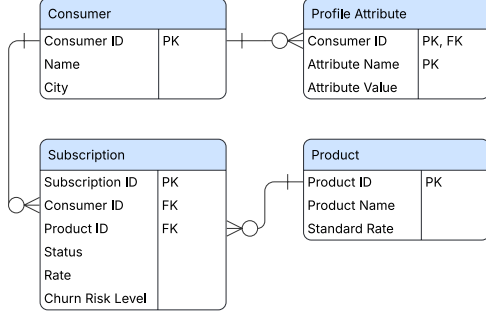 Consumer
Consumer ID PK
Name
City
Profile Attribute
Consumer ID PK, FK
Attribute Name PK
Attribute Value
Subscription
Subscription ID PK
Consumer ID FK
Product ID FK
Status
Rate
Churn Risk Level
Product
Product ID PK
Product Name
Standard Rate